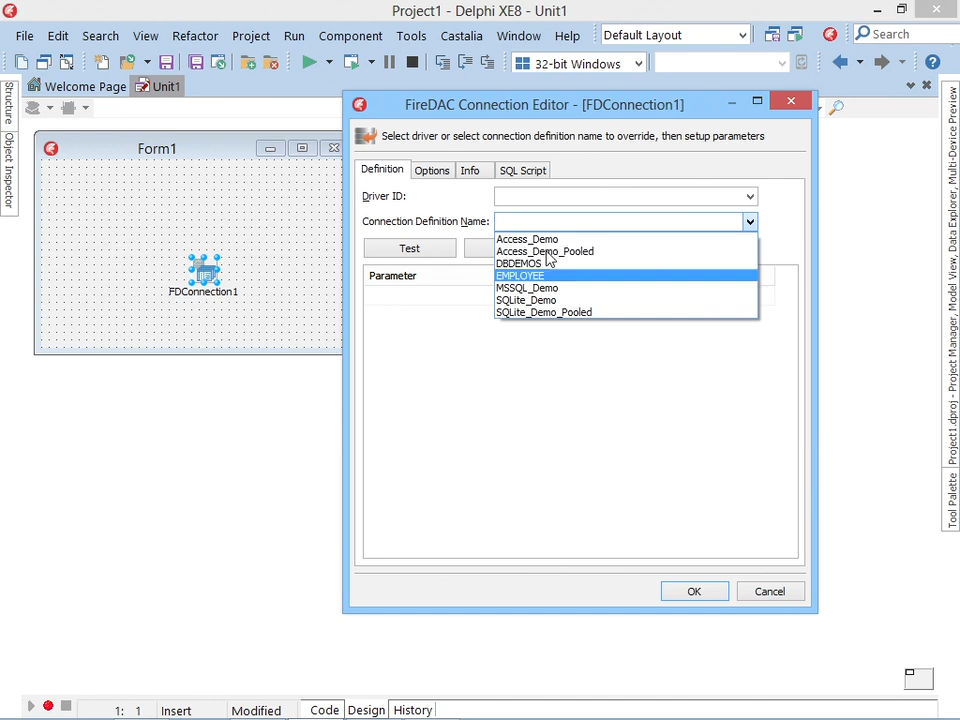 Project1 - Delphi XE8 - Unit1
File Edit Search View Refactor Project Run Component Tools Castalia Window Help Default Layout Search
32-bit Windows
Welcome Page Unit1
Structure
Object Inspector
Form1
FDConnection1
FireDAC Connection Editor - [FDConnection1]
Select driver or select connection definition name to override, then setup parameters
Definition Options Info SQL Script
Driver ID:
Connection Definition Name:
Test
Access_Demo
Access_Demo_Pooled
DBDEMOS
EMPLOYEE
MSSQL_Demo
SQLite_Demo
SQLite_Demo_Pooled
Parameter
OK Cancel
Project1.dproj - Project Manager, Model View, Data Explorer, Multi-Device Preview
Tool Palette
1: 1 Insert Modified Code Design History